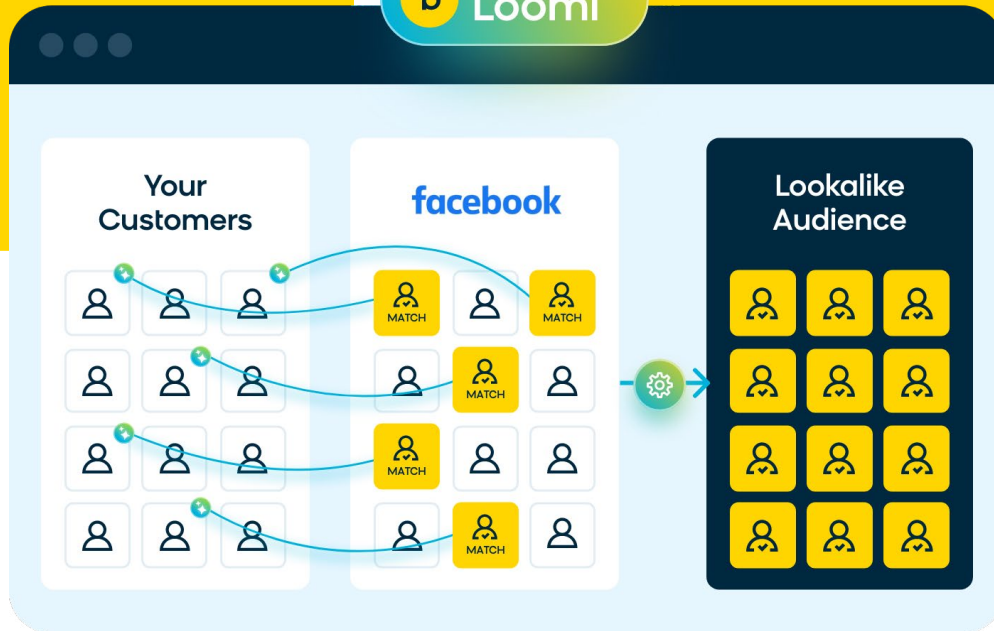 b Loomi
Your
Customers
facebook
Lookalike
Audience
MATCH
MATCH
MATCH
MATCH
MATCH